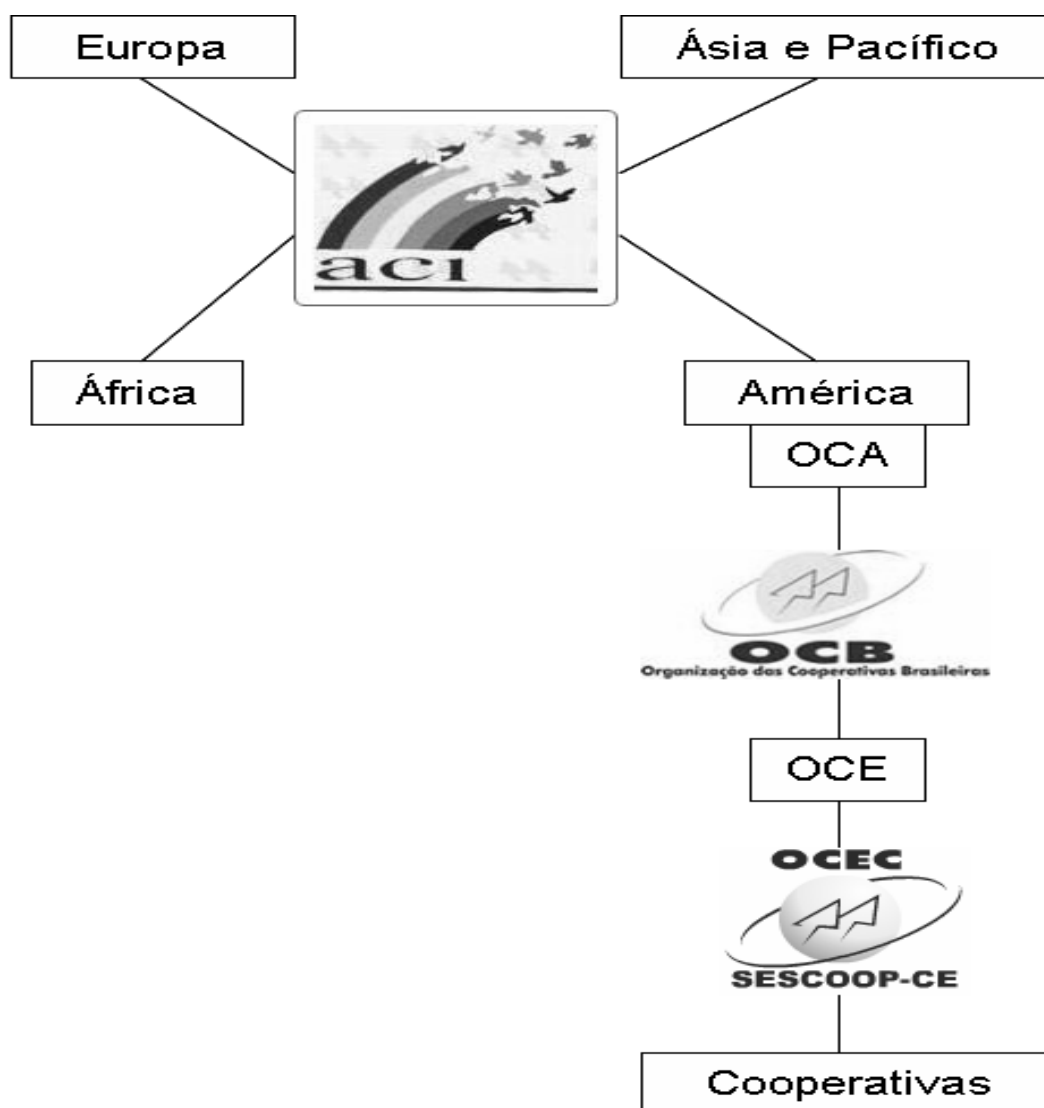 Europa
Ásia e Pacífico
aci
África
América
OCA
OCB
Organização das Cooperativas Brasileiras
OCE
OCEC
SESCOOP-CE
Cooperativas